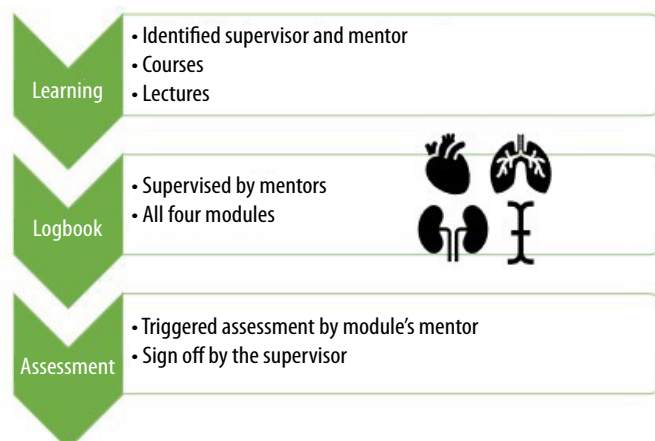 Learning
• Identified supervisor and mentor
• Courses
• Lectures
Logbook
• Supervised by mentors
• All four modules
Assessment
• Triggered assessment by module's mentor
• Sign off by the supervisor